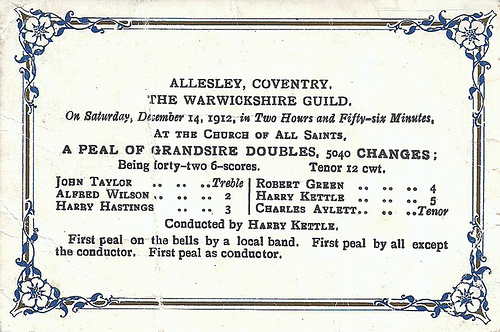 ALLESLEY, COVENTRY.
THE WARWICKSHIRE GUILD.
On Saturday, December 14, 1912, in Two Hours and Fifty-six Minutes,
AT THE CHURCH OF ALL SAINTS,
A PEAL OF GRANDSIRE DOUBLES, 5040 CHANGES;
Being forty-two 6-scores. Tenor 12 cwt.
JOHN TAYLOR .. .. ..Treble
ALFRED WILSON .. .. .. 2
HARRY HASTINGS .. .. 3
ROBERT GREEN .. .. .. 4
HARRY KETTLE .. .. .. 5
CHARLES AYLETT.. .. ..Tenor
Conducted by HARRY KETTLE.
First peal on the bells by a local band. First peal by all except
the conductor. First peal as conductor.